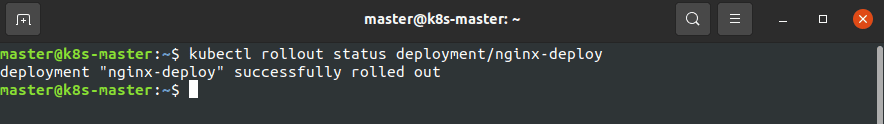 master@k8s-master: ~
master@k8s-master:~$ kubectl rollout status deployment/nginx-deploy
deployment "nginx-deploy" successfully rolled out
master@k8s-master:~$